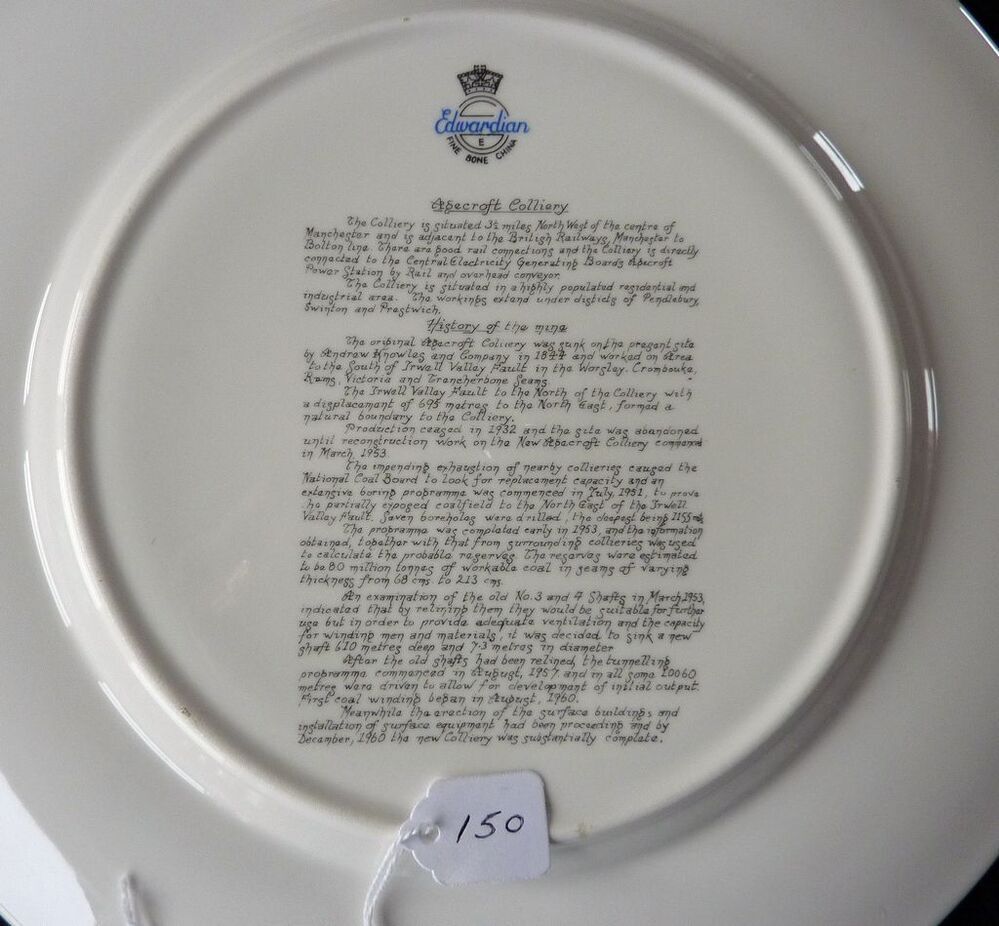 Edwardian
E
FINE BONE CHINA
Agecroft Colliery
The Colliery is situated 3½ miles North West of the centre of
Manchester and is adjacent to the British Railways, Manchester to
Bolton line. There are good rail connections and the Colliery is directly
connected to the Central Electricity Generating Boards Agecroft
Power Station by Rail and overhead conveyor.
The Colliery is situated in a highly populated residential and
industrial area. The workings extend under disticts of Pendlebury,
Swinton and Prestwich.
History of the mine
The original Agecroft Colliery was sunk on the present site
by Andrew Knowles and Company in 1844 and worked on area
to the South of Irwell Valley Fault in the Worsley, Crombouke,
Rams, Victoria and Trencherbone Seams
The Irwell Valley Fault to the North of the Colliery with
a displacement of 695 metres to the North East, formed a
natural boundary to the Colliery.
Production ceased in 1932 and the site was abandoned
until reconstruction work on the New Agecroft Colliery commenced
in March, 1953.
The impending exhaustion of nearby collieries caused the
National Coal Board to look for replacement capacity and an
extensive boring programme was commenced in July, 1951, to prove
he partially exposed coalfield to the North East of the Irwell
Valley Fault. Seven boreholes were drilled, the deepest being 1155
The programme was completed early in 1953, and the information
obtained, together with that from surrounding collieries was used
to calculate the probable reserves. The reserves were estimated
to be 80 million tonnes of workable coal in seams of varying
thickness from 68 cms to 213 cms.
An examination of the old No. 3 and 4 Shafts in March, 1953,
indicated that by relining them they would be suitable for further
use but in order to provide adequate ventilation and the capacity
for winding men and materials, it was decided to sink a new
shaft 610 metres deep and 7.3 metres in diameter
After the old shafts had been relined, the tunnelling
programme commenced in August, 1957 and in all some 10060
metres were driven to allow for development of initial output.
First coal winding began in August, 1960.
Meanwhile the erection of the surface buildings and
installation of surface equipment had been proceeding and by
December, 1960 the new Colliery was substantially complete.
150